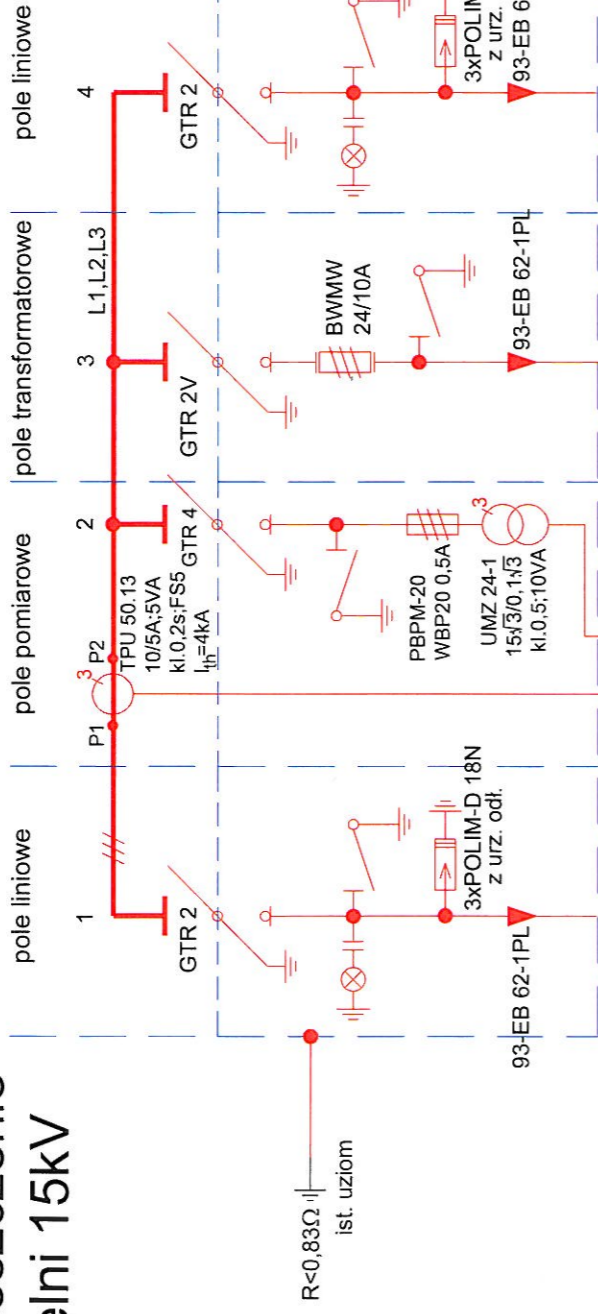 elni 15kV
pole liniowe
pole pomiarowe
pole transformatorowe
pole liniowe
1
2
3
4
P1
3
P2
L1,L2,L3
TPU 50.13
10/5A;5VA
kl.0,2s;FS5
Ith=4kA
GTR 2
GTR 4
GTR 2V
GTR 2
R<0,83Ω
ist. uziom
3xPOLIM-D 18N
z urz. odł.
93-EB 62-1PL
PBPM-20
WBP20 0,5A
3
UMZ 24-1
15:√3/0,1:√3
kl.0,5;10VA
BWMW
24/10A
93-EB 62-1PL
3xPOLIM
z urz.
93-EB 6